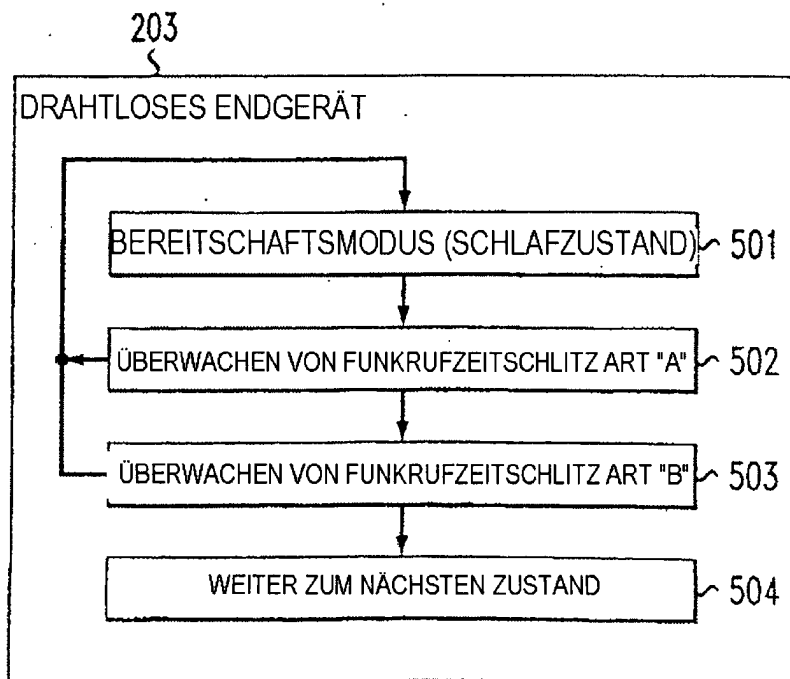 203
DRAHTLOSES ENDGERÄT
BEREITSCHAFTSMODUS (SCHLAFZUSTAND) 501
ÜBERWACHEN VON FUNKRUFZEITSCHLITZ ART "A" 502
ÜBERWACHEN VON FUNKRUFZEITSCHLITZ ART "B" 503
WEITER ZUM NÄCHSTEN ZUSTAND 504